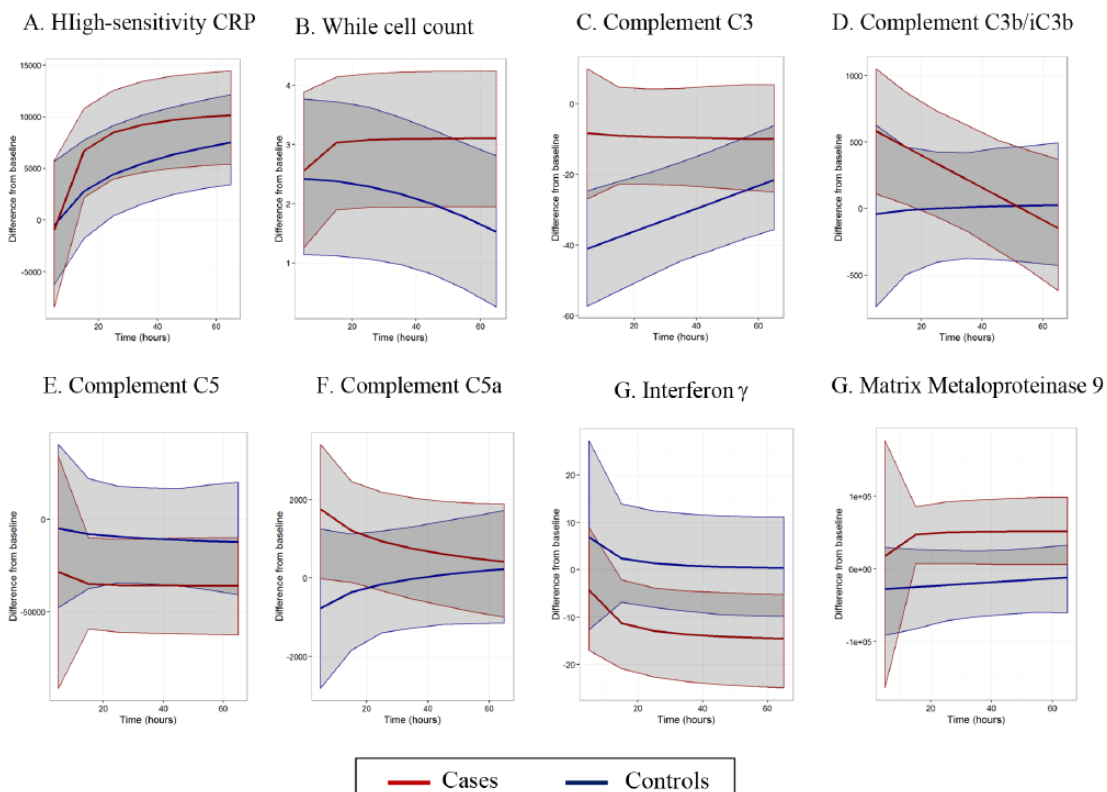 A. HIigh-sensitivity CRP
B. While cell count
C. Complement C3
D. Complement C3b/iC3b
Difference from baseline
15000
10000
5000
0
-5000
20
40
60
Time (hours)
Difference from baseline
4
3
2
1
20
40
60
Time (hours)
Difference from baseline
0
-20
-40
-60
20
40
60
Time (hours)
Difference from baseline
1000
500
0
-500
20
40
60
Time (hours)
E. Complement C5
F. Complement C5a
G. Interferon γ
G. Matrix Metaloproteinase 9
Difference from baseline
0
-50000
20
40
60
Time (hours)
Difference from baseline
2000
0
-2000
20
40
60
Time (hours)
Difference from baseline
20
10
0
-10
-20
20
40
60
Time (hours)
Difference from baseline
1e+05
0e+00
-1e+05
20
40
60
Time (hours)
Cases
Controls